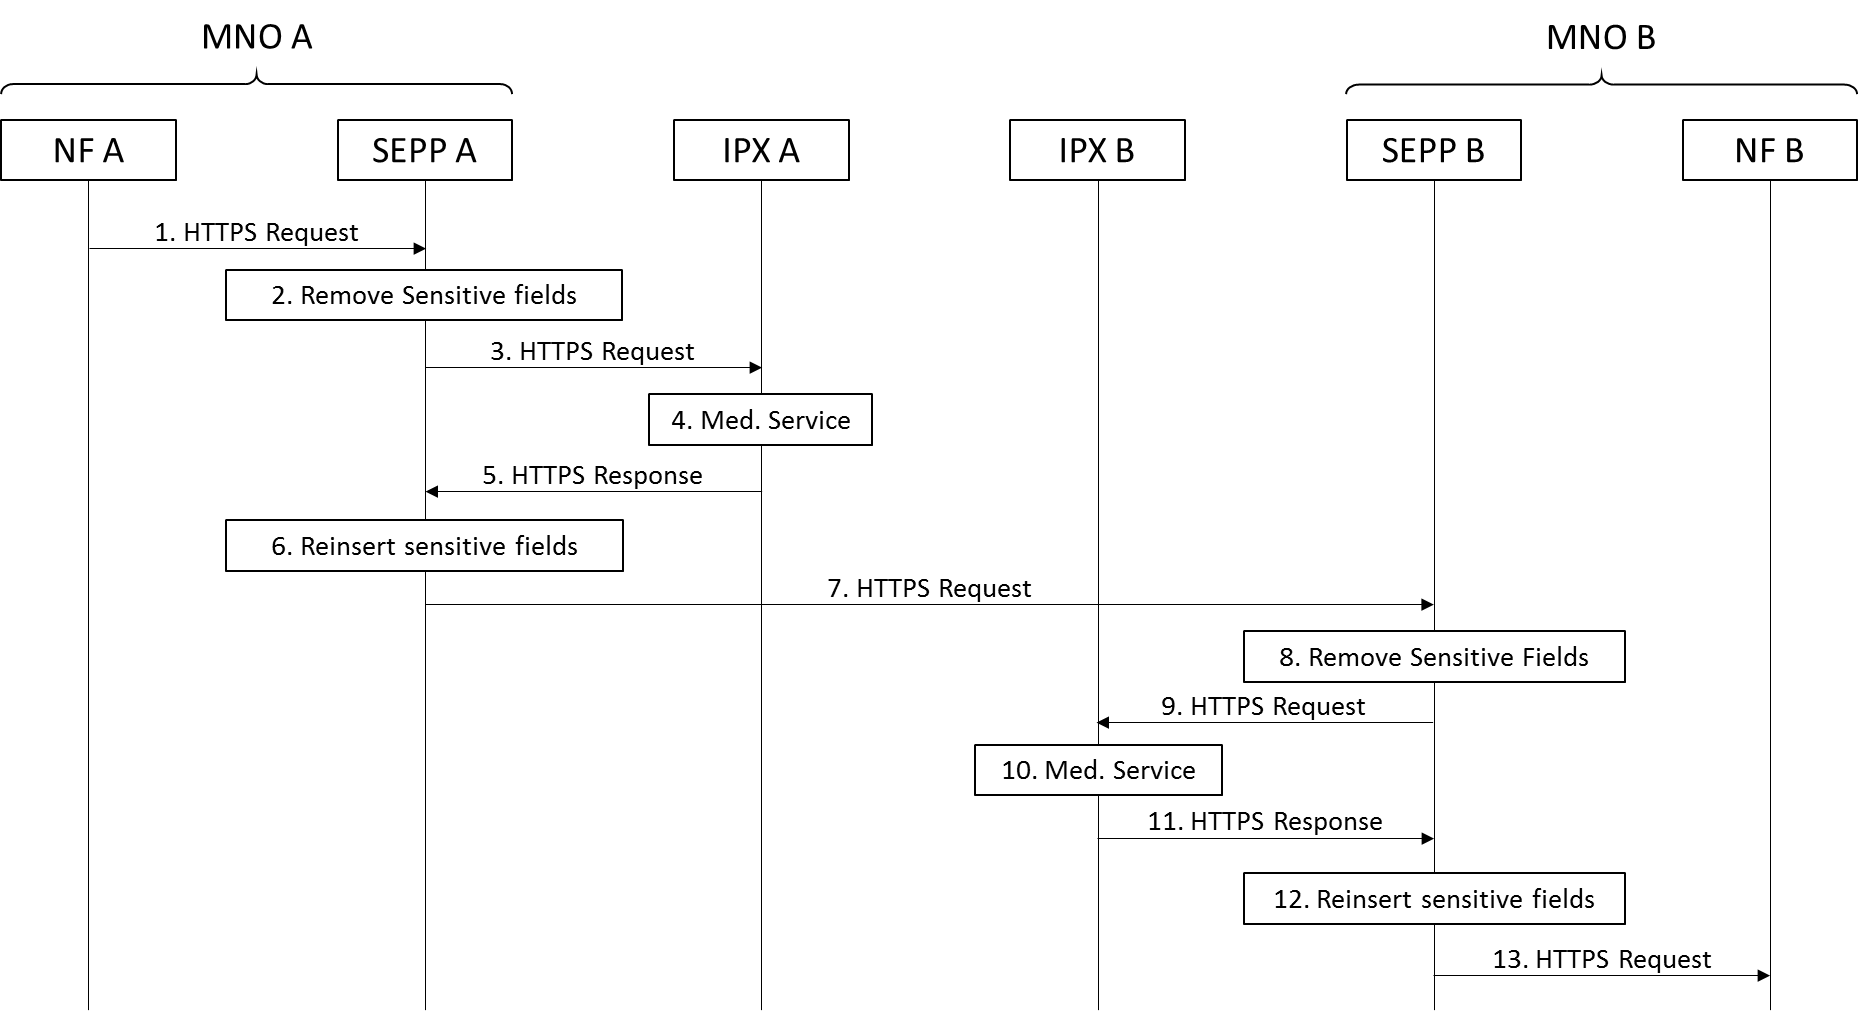 MNO A
MNO B
NF A
SEPP A
IPX A
IPX B
SEPP B
NF B
1. HTTPS Request
2. Remove Sensitive fields
3. HTTPS Request
4. Med. Service
5. HTTPS Response
6. Reinsert sensitive fields
7. HTTPS Request
8. Remove Sensitive Fields
9. HTTPS Request
10. Med. Service
11. HTTPS Response
12. Reinsert sensitive fields
13. HTTPS Request